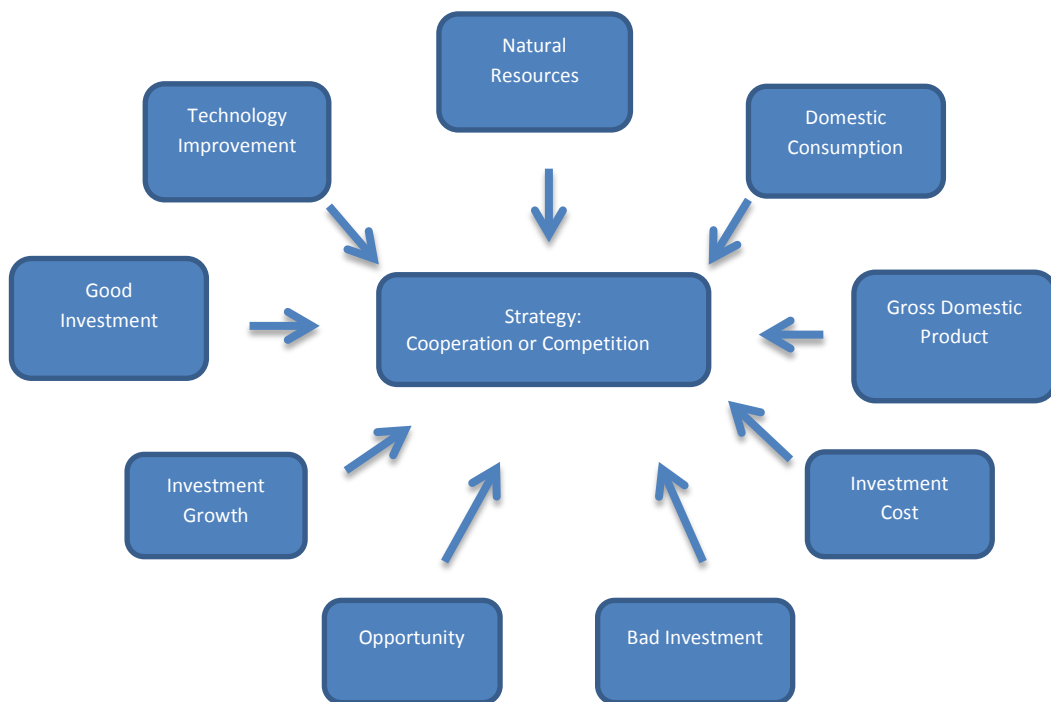 Natural
Resources
Technology
Improvement
Domestic
Consumption
Good
Investment
Strategy:
Cooperation or Competition
Gross Domestic
Product
Investment
Growth
Investment
Cost
Opportunity
Bad Investment